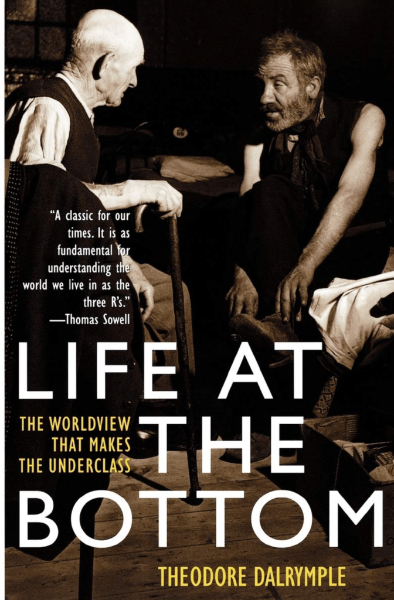 "A classic for our
times. It is as
fundamental for
understanding the
world we live in as the
three R's."
—Thomas Sowell
LIFE AT
THE WORLDVIEW
THAT MAKES
THE UNDERCLASS
THE
BOTTOM
THEODORE DALRYMPLE